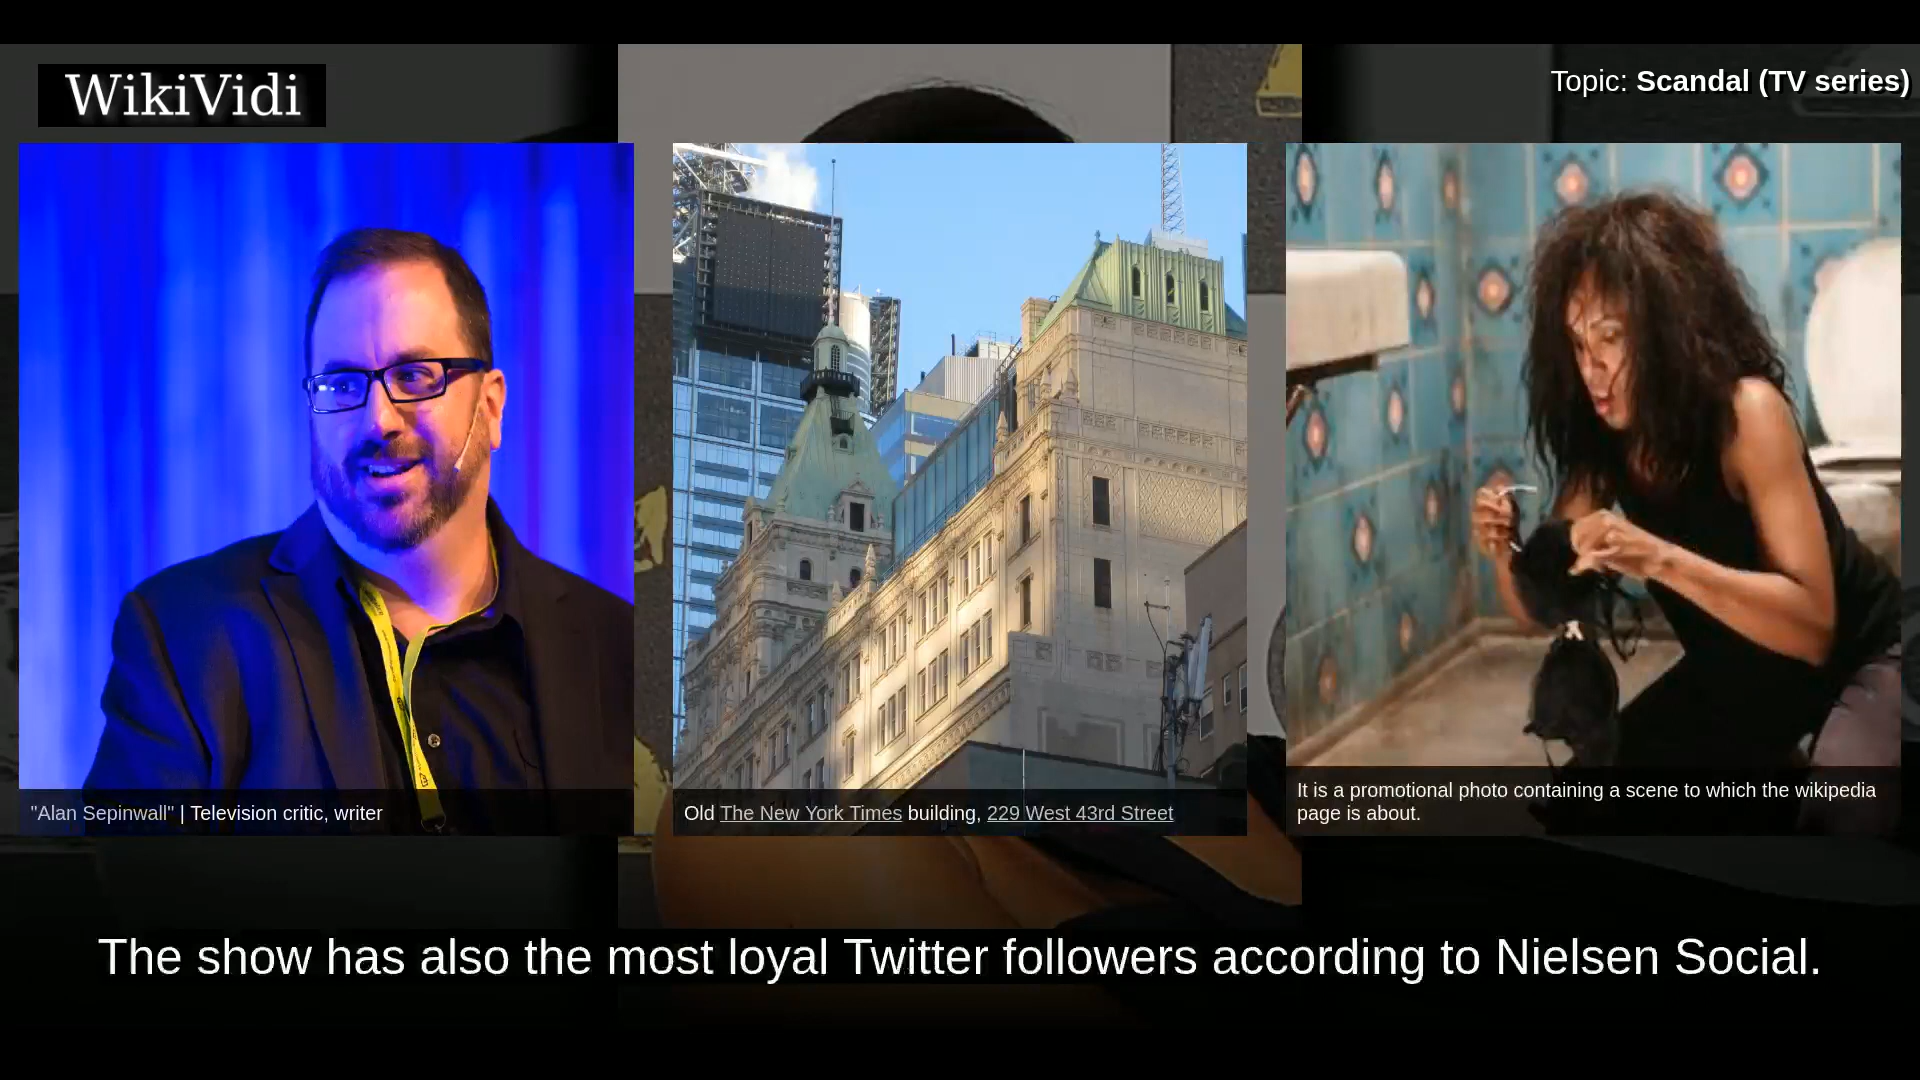 WikiVidi
Topic: Scandal (TV series)
"Alan Sepinwall" | Television critic, writer
Old The New York Times building, 229 West 43rd Street
It is a promotional photo containing a scene to which the wikipedia
page is about.
The show has also the most loyal Twitter followers according to Nielsen Social.